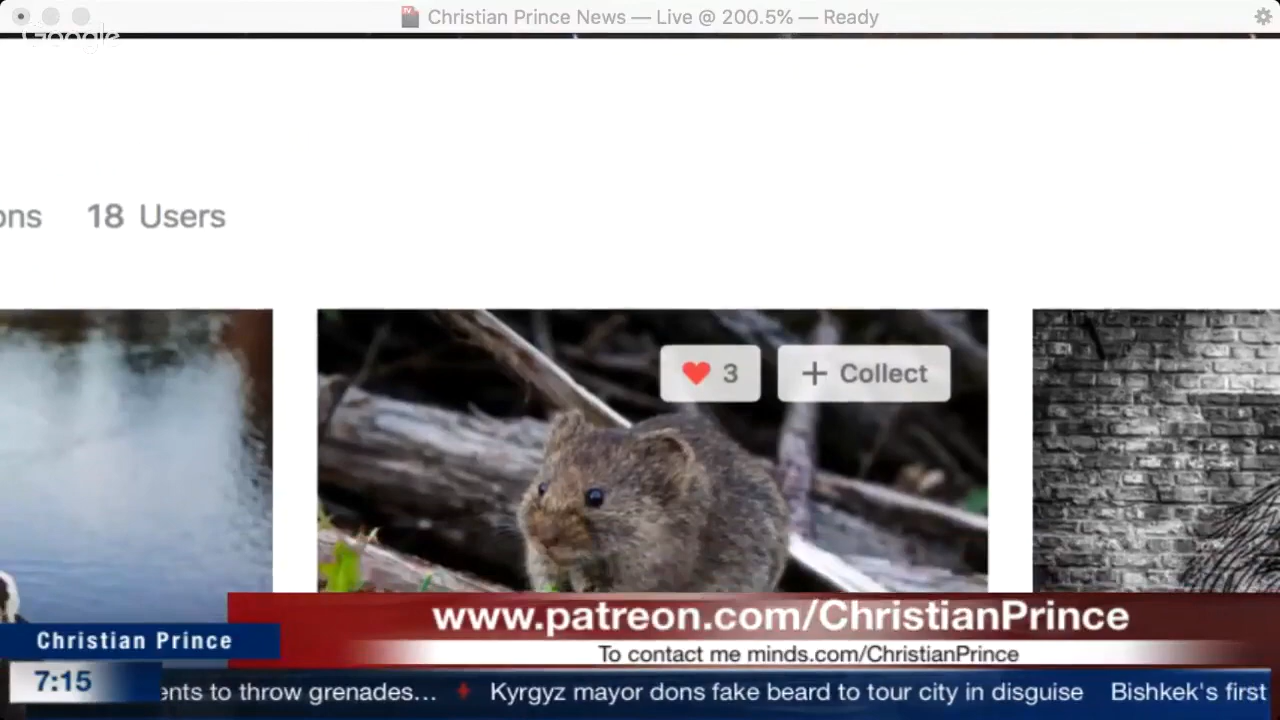 Christian Prince News — Live @ 200.5% — Ready
Google
ons 18 Users
3 + Collect
www.patreon.com/ChristianPrince
Christian Prince
To contact me minds.com/ChristianPrince
7:15
ents to throw grenades... Kyrgyz mayor dons fake beard to tour city in disguise Bishkek's first